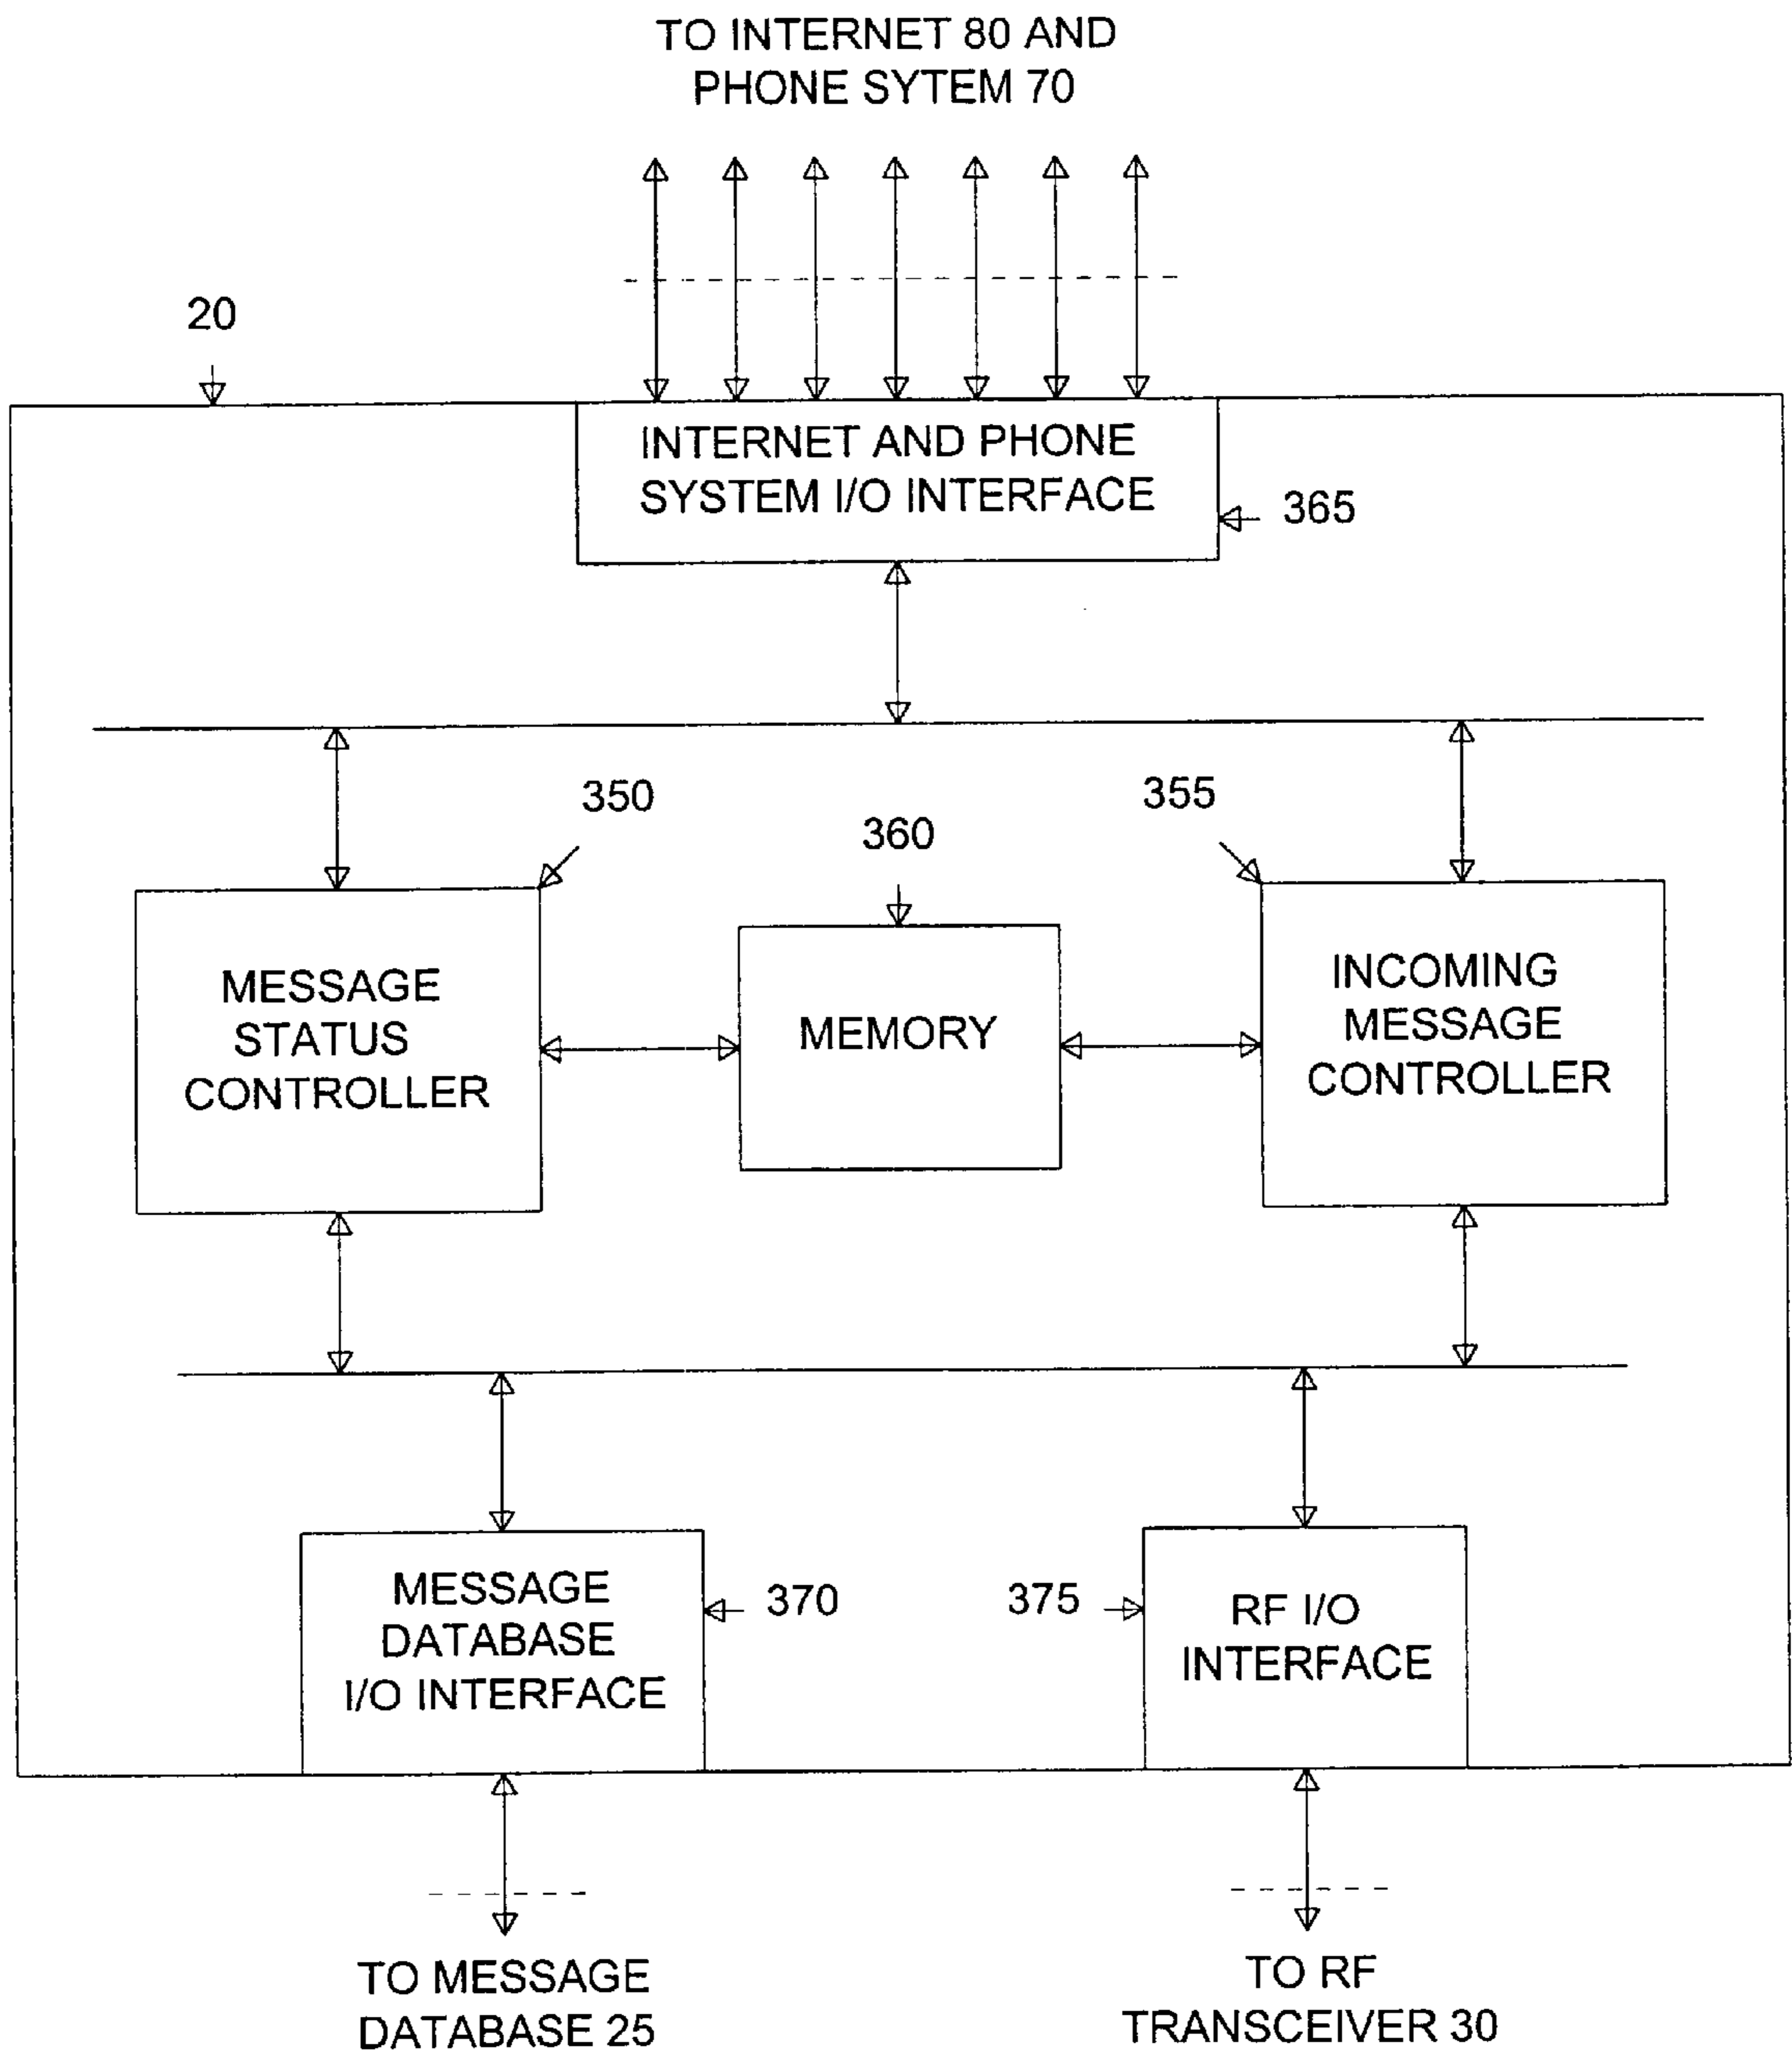 TO INTERNET 80 AND
PHONE SYTEM 70
20
INTERNET AND PHONE
SYSTEM I/O INTERFACE
365
350
355
360
MESSAGE
STATUS
CONTROLLER
MEMORY
INCOMING
MESSAGE
CONTROLLER
MESSAGE
DATABASE
I/O INTERFACE
370
375
RF I/O
INTERFACE
TO MESSAGE
DATABASE 25
TO RF
TRANSCEIVER 30